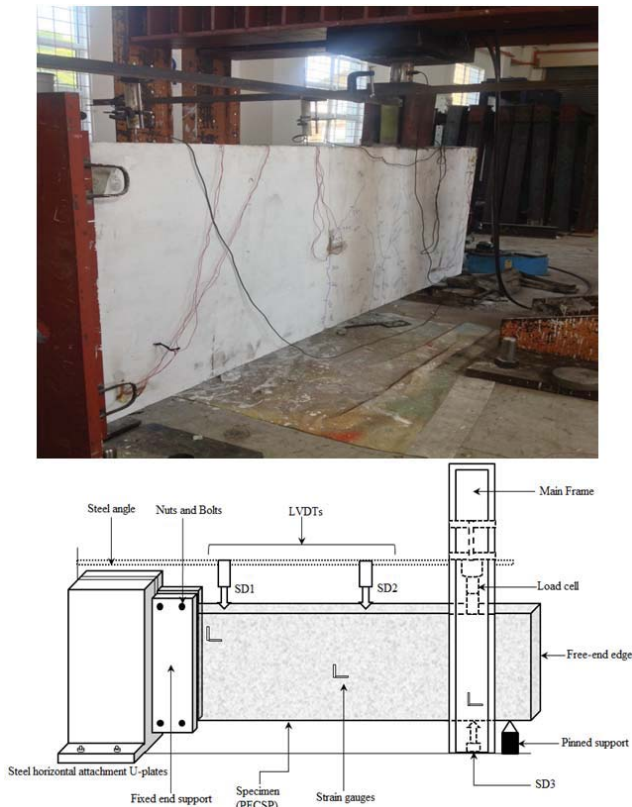 Main Frame
Steel angle
Nuts and Bolts
LVDTs
SD1
SD2
Load cell
Free-end edge
Pinned support
Steel horizontal attachment U-plates
Fixed end support
Specimen
(PFCSP)
Strain gauges
SD3